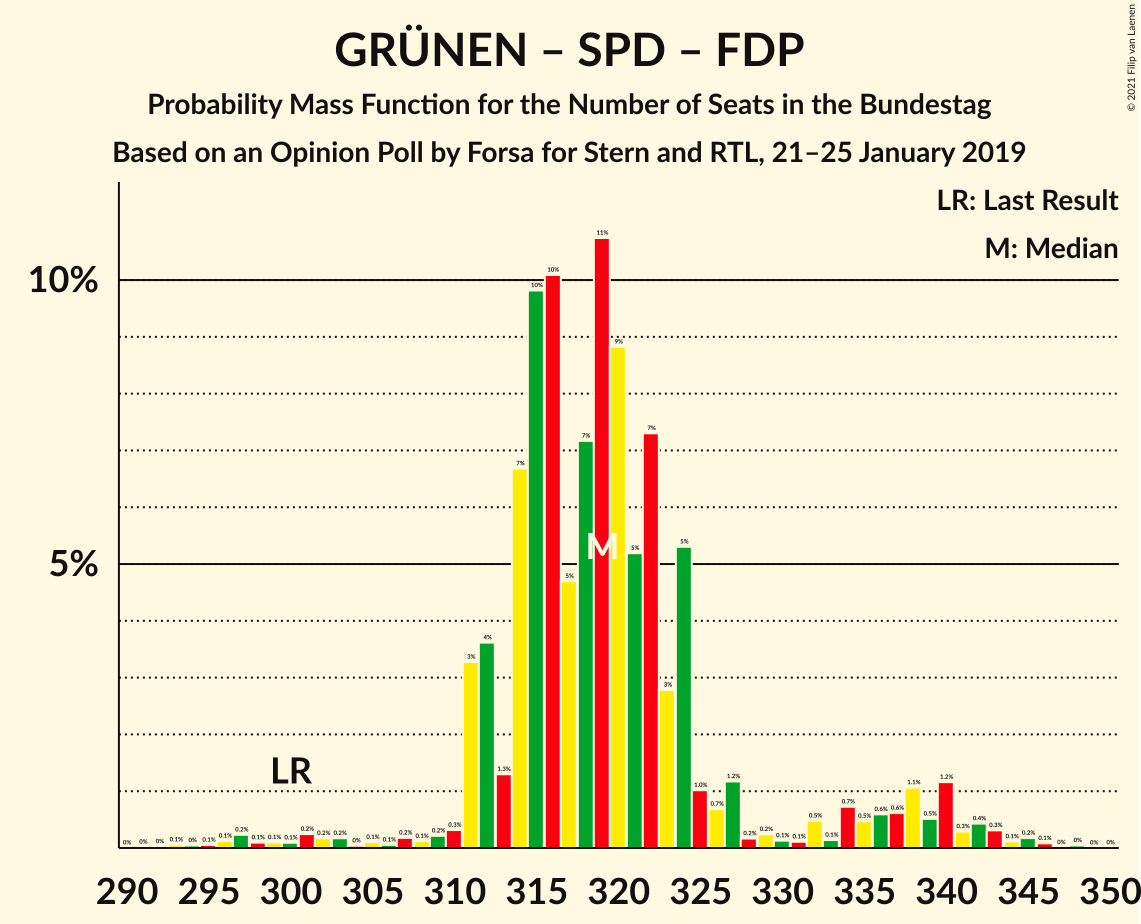 GRÜNEN – SPD – FDP
Probability Mass Function for the Number of Seats in the Bundestag
Based on an Opinion Poll by Forsa for Stern and RTL, 21–25 January 2019
© 2021 Filip van Laenen
LR: Last Result
M: Median
10%
5%
0% 0% 0% 0.1% 0% 0.1% 0.1% 0.2% 0.1% 0.1% 0.1% 0.2% 0.2% 0.2% 0% 0.1% 0.1% 0.2% 0.1% 0.2% 0.3% 3% 4% 1.3% 7% 10% 10% 5% 7% 11% 9% 5% 7% 3% 5% 1.0% 0.7% 1.2% 0.2% 0.2% 0.1% 0.1% 0.5% 0.1% 0.7% 0.5% 0.6% 0.6% 1.1% 0.5% 1.2% 0.3% 0.4% 0.3% 0.1% 0.2% 0.1% 0% 0% 0% 0%
M
LR
290 295 300 305 310 315 320 325 330 335 340 345 350